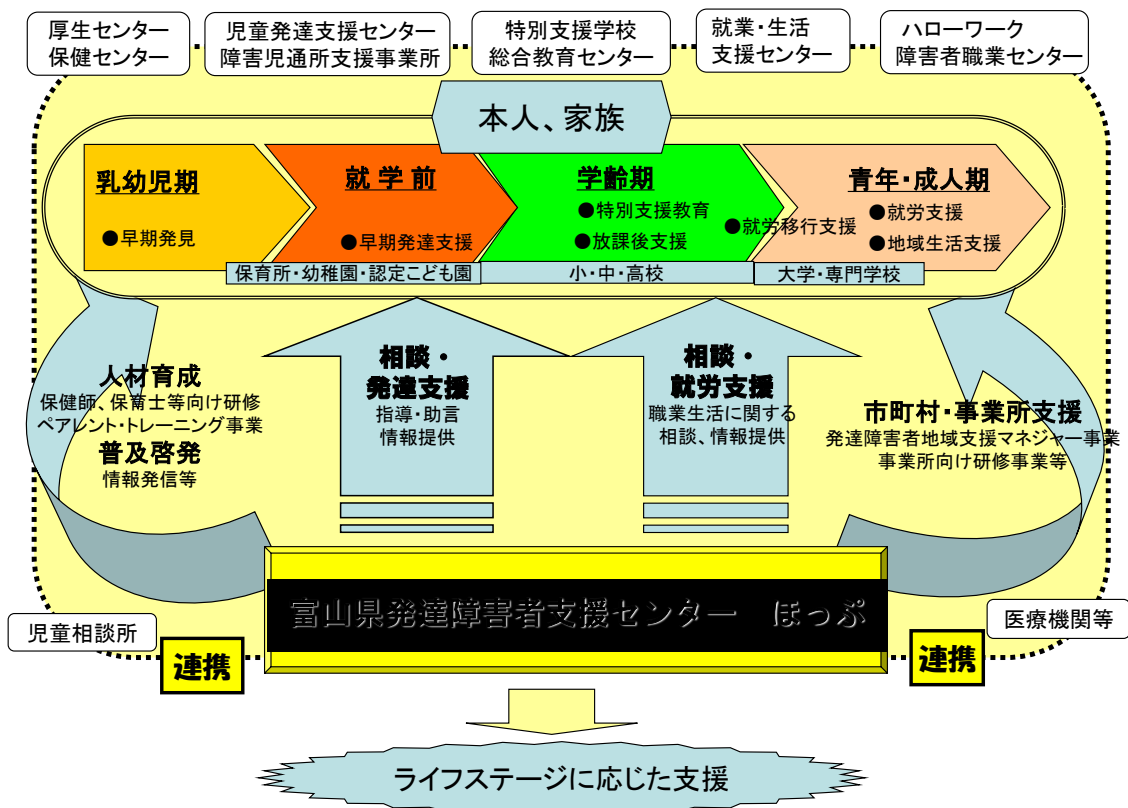 厚生センター
保健センター
児童発達支援センター
障害児通所支援事業所
特別支援学校
総合教育センター
就業・生活
支援センター
ハローワーク
障害者職業センター
本人、家族
乳幼児期
●早期発見
就学前
●早期発達支援
学齢期
●特別支援教育
●放課後支援
●就労移行支援
青年・成人期
●就労支援
●地域生活支援
保育所・幼稚園・認定こども園
小・中・高校
大学・専門学校
人材育成
保健師、保育士等向け研修
ペアレント・トレーニング事業
普及啓発
情報発信等
相談・
発達支援
指導・助言
情報提供
相談・
就労支援
職業生活に関する
相談、情報提供
市町村・事業所支援
発達障害者地域支援マネジャー事業
事業所向け研修事業等
富山県発達障害者支援センター　ほっぷ
児童相談所
医療機関等
連携
連携
ライフステージに応じた支援